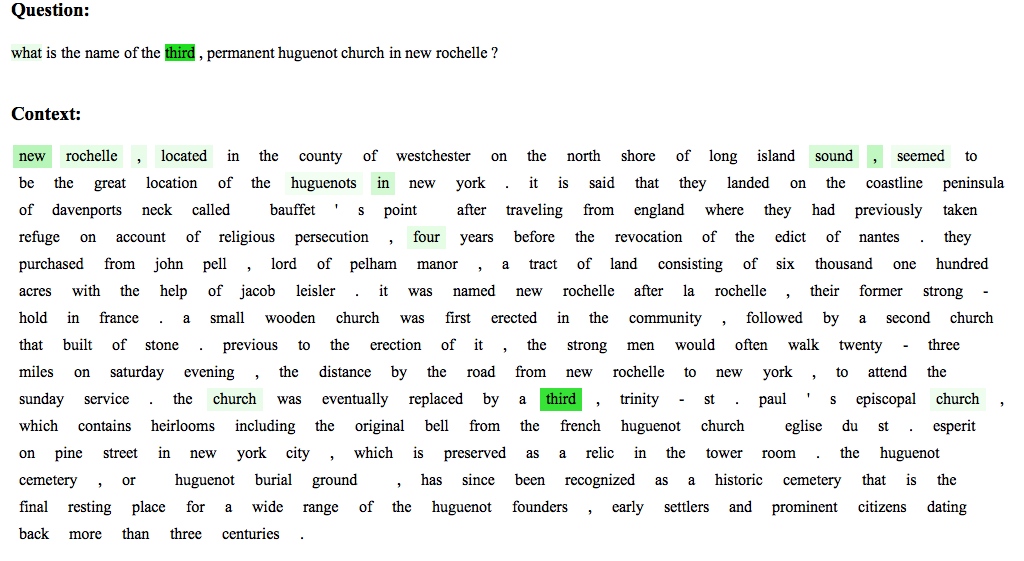 Question:
what is the name of the third , permanent huguenot church in new rochelle ?
Context:
new rochelle , located in the county of westchester on the north shore of long island sound , seemed to
be the great location of the huguenots in new york . it is said that they landed on the coastline peninsula
of davenports neck called bauffet ' s point after traveling from england where they had previously taken
refuge on account of religious persecution , four years before the revocation of the edict of nantes . they
purchased from john pell , lord of pelham manor , a tract of land consisting of six thousand one hundred
acres with the help of jacob leisler . it was named new rochelle after la rochelle , their former strong -
hold in france . a small wooden church was first erected in the community , followed by a second church
that built of stone . previous to the erection of it , the strong men would often walk twenty - three
miles on saturday evening , the distance by the road from new rochelle to new york , to attend the
sunday service . the church was eventually replaced by a third , trinity - st . paul ' s episcopal church ,
which contains heirlooms including the original bell from the french huguenot church eglise du st . esperit
on pine street in new york city , which is preserved as a relic in the tower room . the huguenot
cemetery , or huguenot burial ground , has since been recognized as a historic cemetery that is the
final resting place for a wide range of the huguenot founders , early settlers and prominent citizens dating
back more than three centuries .